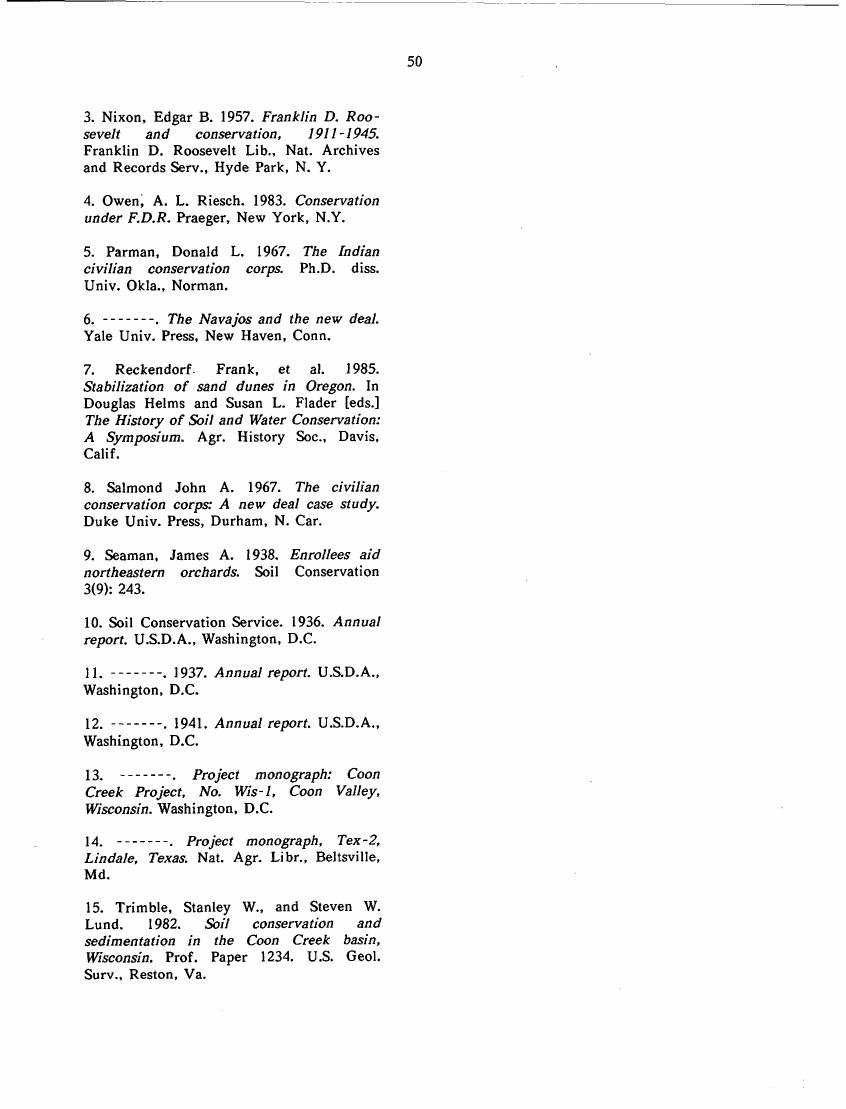 50
3. Nixon, Edgar B. 1957. Franklin D. Roo-
sevelt and conservation, 1911-1945.
Franklin D. Roosevelt Lib., Nat. Archives
and Records Serv., Hyde Park, N. Y.
4. Owen, A. L. Riesch. 1983. Conservation
under F.D.R. Praeger, New York, N.Y.
5. Parman, Donald L. 1967. The Indian
civilian conservation corps. Ph.D. diss.
Univ. Okla., Norman.
6. -------. The Navajos and the new deal.
Yale Univ. Press, New Haven, Conn.
7. Reckendorf. Frank, et al. 1985.
Stabilization of sand dunes in Oregon. In
Douglas Helms and Susan L. Flader [eds.]
The History of Soil and Water Conservation:
A Symposium. Agr. History Soc., Davis,
Calif.
8. Salmond John A. 1967. The civilian
conservation corps: A new deal case study.
Duke Univ. Press, Durham, N. Car.
9. Seaman, James A. 1938. Enrollees aid
northeastern orchards. Soil Conservation
3(9): 243.
10. Soil Conservation Service. 1936. Annual
report. U.S.D.A., Washington, D.C.
11. -------. 1937. Annual report. U.S.D.A.,
Washington, D.C.
12. -------. 1941. Annual report. U.S.D.A.,
Washington, D.C.
13. -------. Project monograph: Coon
Creek Project, No. Wis-1, Coon Valley,
Wisconsin. Washington, D.C.
14. -------. Project monograph, Tex-2,
Lindale, Texas. Nat. Agr. Libr., Beltsville,
Md.
15. Trimble, Stanley W., and Steven W.
Lund. 1982. Soil conservation and
sedimentation in the Coon Creek basin,
Wisconsin. Prof. Paper 1234. U.S. Geol.
Surv., Reston, Va.